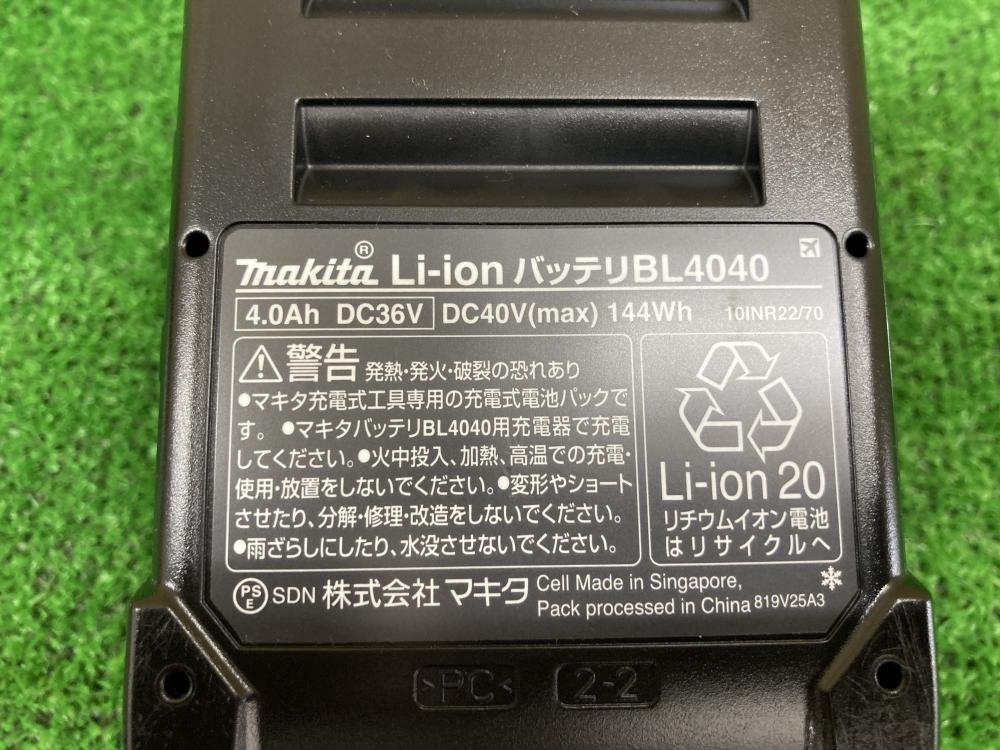 makita® Li-ion バッテリBL4040
4.0Ah DC36V DC40V(max) 144Wh 10INR22/70
警告 発熱・発火・破裂の恐れあり
●マキタ充電式工具専用の充電式電池パックで
す。●マキタバッテリBL4040用充電器で充電
してください。●火中投入、加熱、高温での充電・
使用・放置をしないでください。●変形やショート
させたり、分解・修理・改造をしないでください。
●雨ざらしにしたり、水没させないでください。
Li-ion 20
リチウムイオン電池
はリサイクルへ
PSE SDN 株式会社 マキタ
Cell Made in Singapore,
Pack processed in China 819V25A3
>PC< 2-2